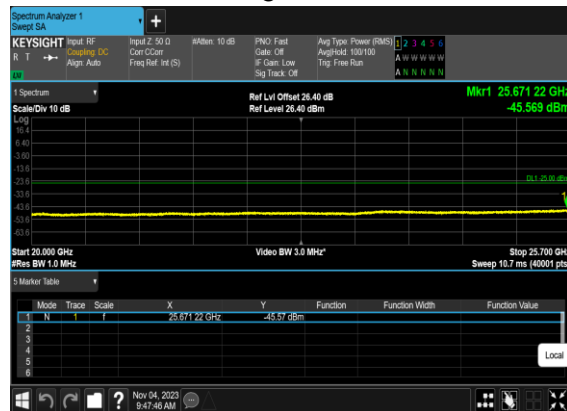 Spectrum Analyzer 1
Swept SA
+
KEYSIGHT Input: RF Input Z: 50 Ω #Atten: 10 dB PNO: Fast Avg Type: Power (RMS) 1 2 3 4 5 6
R T Coupling: DC Corr CCorr Gate: Off Avg|Hold: 100/100 A W W W W W
Align: Auto Freq Ref: Int (S) IF Gain: Low Trig: Free Run
LXI Sig Track: Off A N N N N N
1 Spectrum Ref Lvl Offset 26.40 dB Mkr1 25.671 22 GHz
Scale/Div 10 dB Ref Level 26.40 dBm -45.569 dBm
Log
16.4
6.40
-3.60
-13.6
-23.6 DL1 -25.00 dBm
-33.6
-43.6 1
-53.6
-63.6
Start 20.000 GHz Video BW 3.0 MHz* Stop 25.700 GHz
#Res BW 1.0 MHz Sweep 10.7 ms (40001 pts)
5 Marker Table
Mode Trace Scale X Y Function Function Width Function Value
1 N 1 f 25.671 22 GHz -45.57 dBm
2
3
4
5
6
Local
? Nov 04, 2023
9:47:46 AM